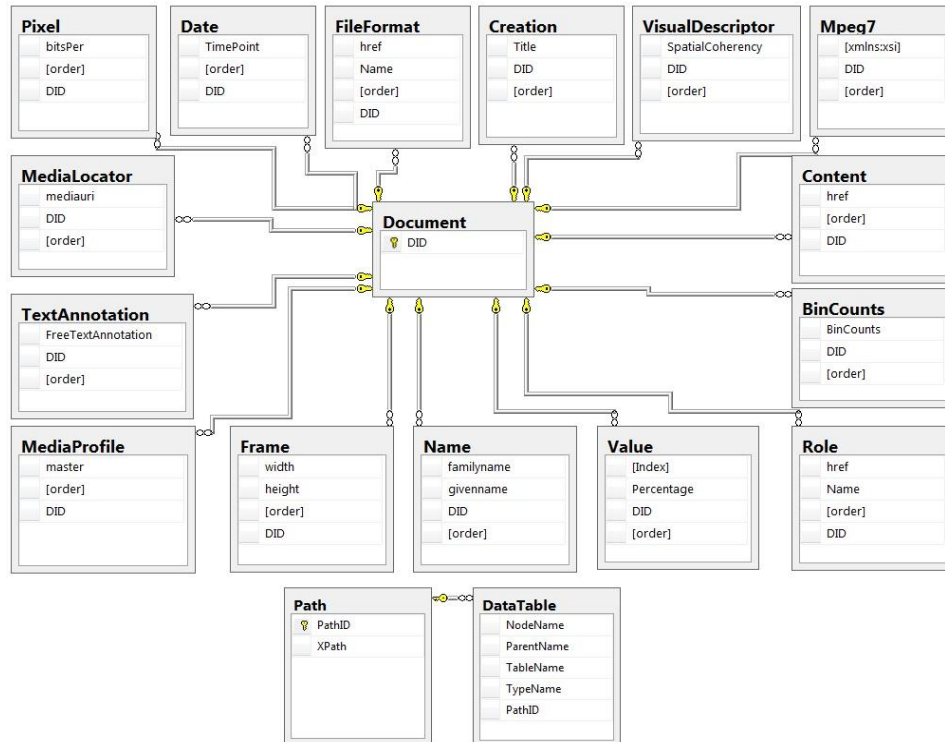 Pixel
bitsPer
[order]
DID
Date
TimePoint
[order]
DID
FileFormat
href
Name
[order]
DID
Creation
Title
DID
[order]
VisualDescriptor
SpatialCoherency
DID
[order]
Mpeg7
[xmlns:xsi]
DID
[order]
MediaLocator
mediauri
DID
[order]
Document
DID
Content
href
[order]
DID
TextAnnotation
FreeTextAnnotation
DID
[order]
BinCounts
BinCounts
DID
[order]
MediaProfile
master
[order]
DID
Frame
width
height
[order]
DID
Name
familyname
givenname
DID
[order]
Value
[Index]
Percentage
DID
[order]
Role
href
Name
[order]
DID
Path
PathID
XPath
DataTable
NodeName
ParentName
TableName
TypeName
PathID